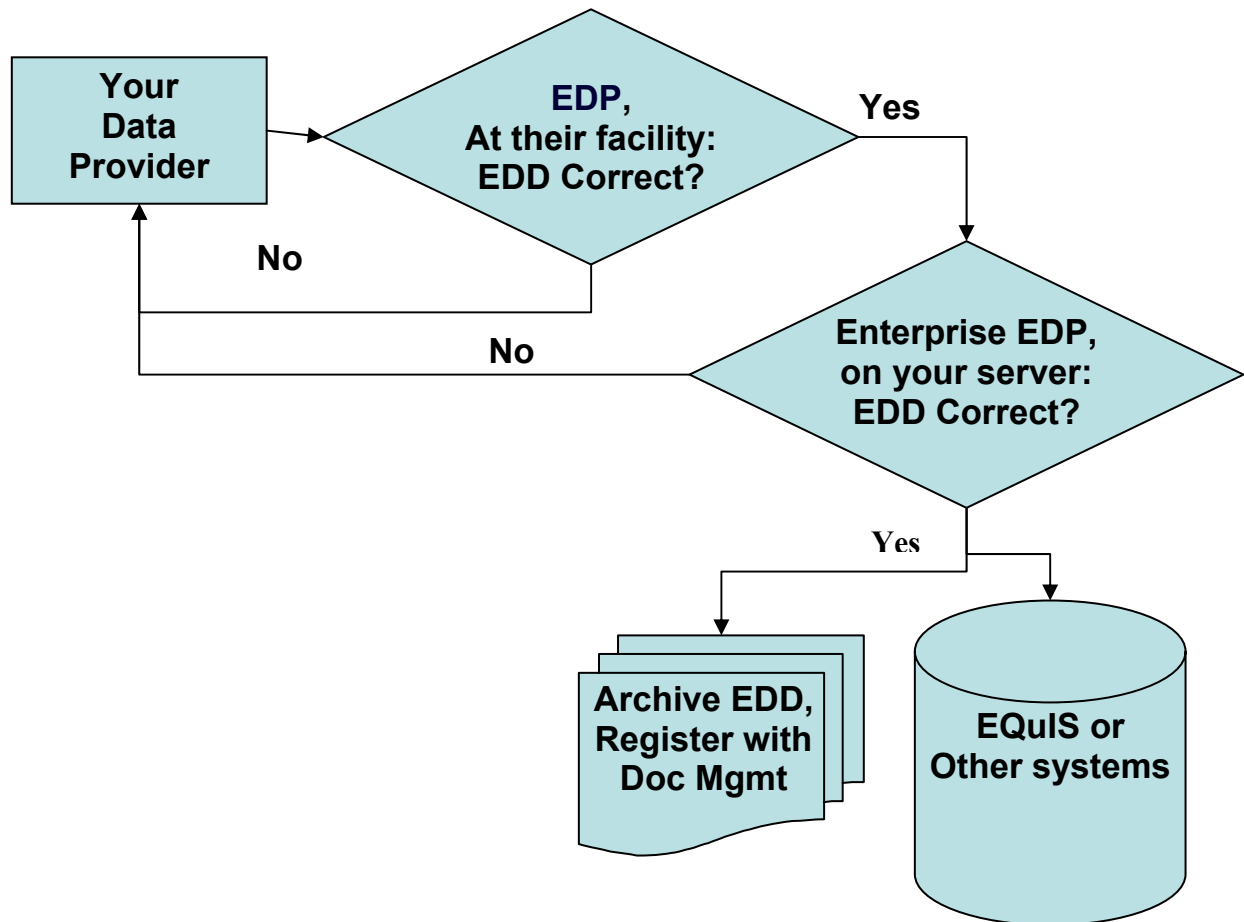 Your
Data
Provider
EDP,
At their facility:
EDD Correct?
Yes
No
No
Enterprise EDP,
on your server:
EDD Correct?
Yes
Archive EDD,
Register with
Doc Mgmt
EQuIS or
Other systems